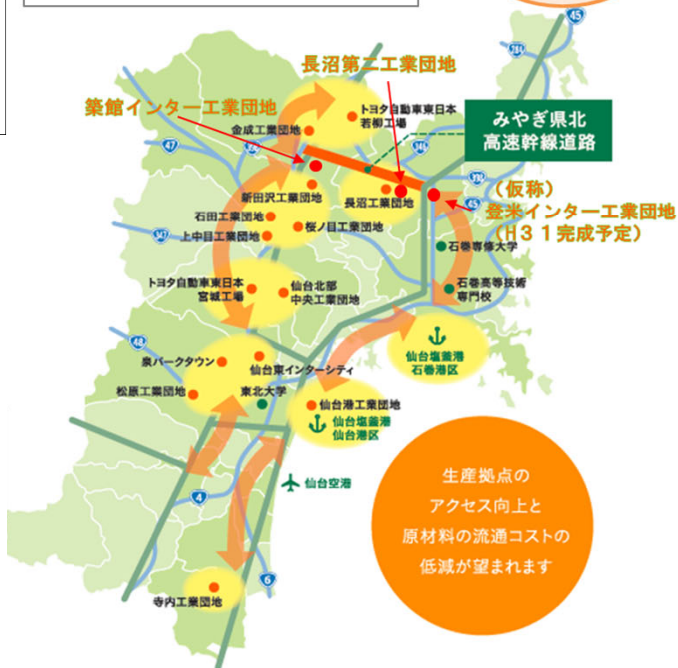 45
284
長沼第二工業団地
築館インター工業団地
トヨタ自動車東日本
若柳工場
金成工業団地
みやぎ県北
高速幹線道路
47
346
398
新田沢工業団地
長沼工業団地
45
（仮称）
登米インター工業団地
（H３１完成予定）
石田工業団地
桜ノ目工業団地
上中目工業団地
347
石巻専修大学
トヨタ自動車東日本
宮城工場
仙台北部
中央工業団地
石巻高等技術
専門校
48
泉パークタウン
仙台東インターシティ
仙台塩釜港
石巻港区
松原工業団地
東北大学
仙台港工業団地
仙台塩釜港
仙台港区
仙台空港
4
生産拠点の
アクセス向上と
原材料の流通コストの
低減が望まれます
6
寺内工業団地